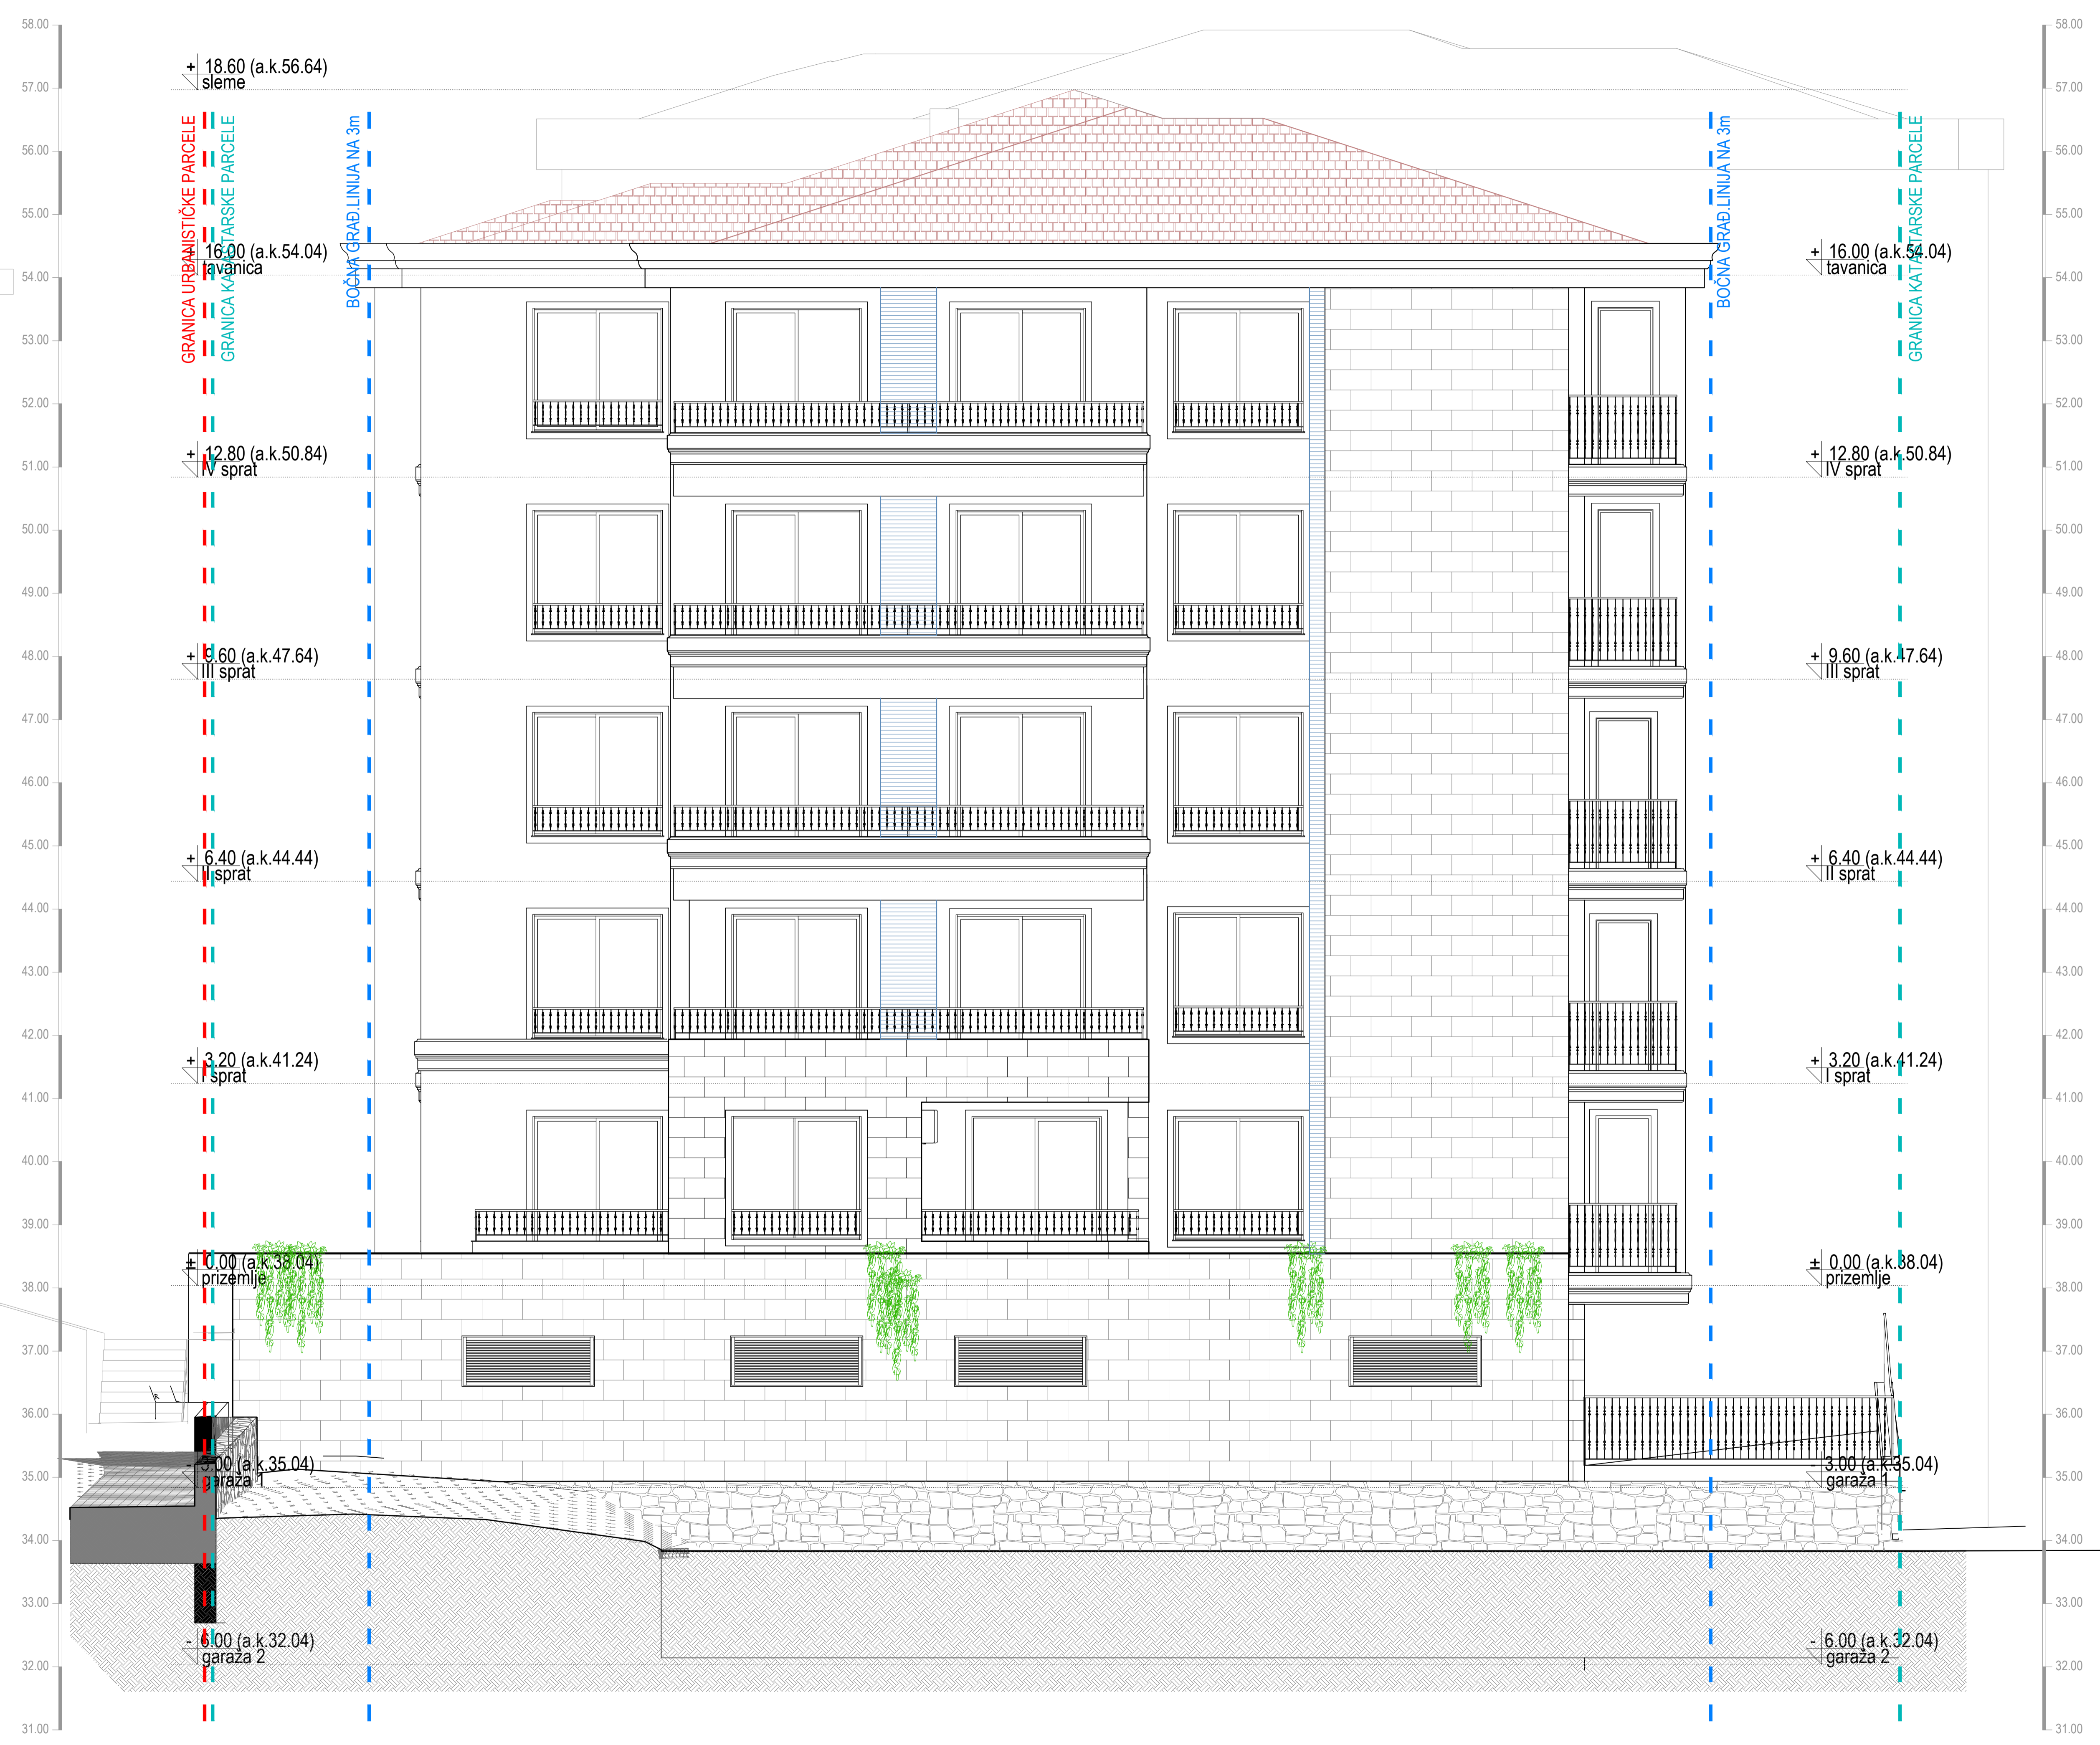 58.00
57.00
56.00
55.00
54.00
53.00
52.00
51.00
50.00
49.00
48.00
47.00
46.00
45.00
44.00
43.00
42.00
41.00
40.00
39.00
38.00
37.00
36.00
35.00
34.00
33.00
32.00
31.00
+ 18.60 (a.k.56.64)
sleme
GRANICA URBANISTIČKE PARCELE
GRANICA KATASTARSKE PARCELE
BOČNA GRAĐ.LINIJA NA 3m
+ 16.00 (a.k.54.04)
tavanica
+ 12.80 (a.k.50.84)
IV sprat
+ 9.60 (a.k.47.64)
III sprat
+ 6.40 (a.k.44.44)
II sprat
+ 3.20 (a.k.41.24)
I sprat
± 0.00 (a.k.38.04)
prizemlje
- 3.00 (a.k.35.04)
garaža 1
- 6.00 (a.k.32.04)
garaža 2
BOČNA GRAĐ.LINIJA NA 3m
GRANICA KATASTARSKE PARCELE
+ 16.00 (a.k.54.04)
tavanica
+ 12.80 (a.k.50.84)
IV sprat
+ 9.60 (a.k.47.64)
III sprat
+ 6.40 (a.k.44.44)
II sprat
+ 3.20 (a.k.41.24)
I sprat
± 0.00 (a.k.38.04)
prizemlje
- 3.00 (a.k.35.04)
garaža 1
- 6.00 (a.k.32.04)
garaža 2
58.00
57.00
56.00
55.00
54.00
53.00
52.00
51.00
50.00
49.00
48.00
47.00
46.00
45.00
44.00
43.00
42.00
41.00
40.00
39.00
38.00
37.00
36.00
35.00
34.00
33.00
32.00
31.00